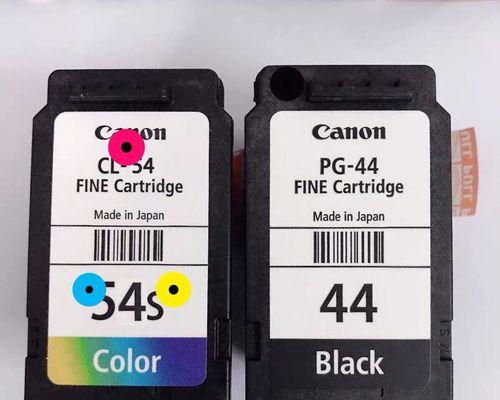 Canon
CL-54
FINE Cartridge
Made in Japan
54s
Color
Canon
PG-44
FINE Cartridge
Made in Japan
44
Black